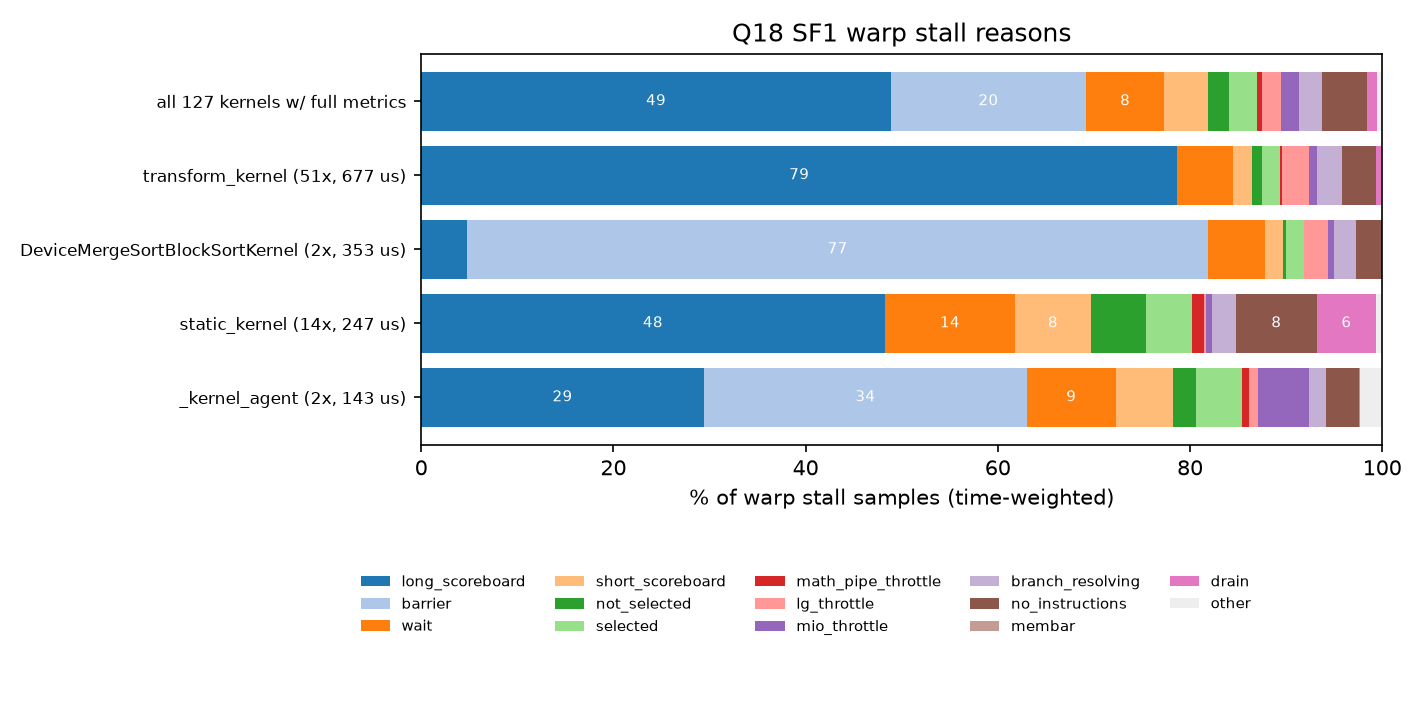 Q18 SF1 warp stall reasons
all 127 kernels w/ full metrics
49
20
8
transform_kernel (51x, 677 us)
79
DeviceMergeSortBlockSortKernel (2x, 353 us)
77
static_kernel (14x, 247 us)
48
14
8
8
6
_kernel_agent (2x, 143 us)
29
34
9
0
20
40
60
80
100
% of warp stall samples (time-weighted)
long_scoreboard
barrier
wait
short_scoreboard
not_selected
selected
math_pipe_throttle
lg_throttle
mio_throttle
branch_resolving
no_instructions
membar
drain
other